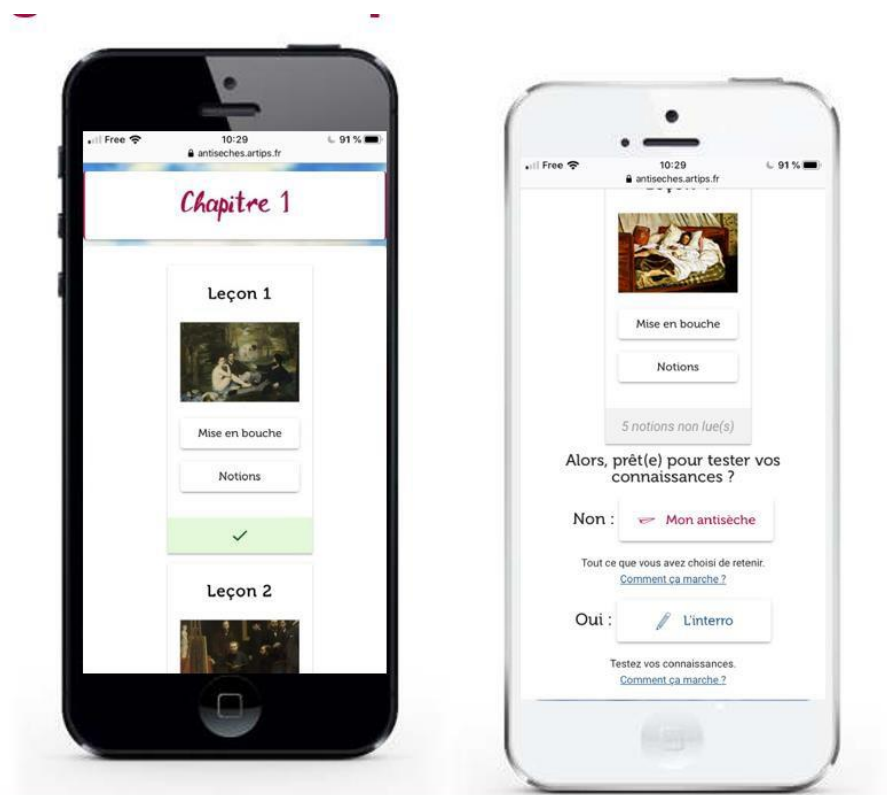 Free 10:29 91 %
antiseches.artips.fr
Chapitre 1
Leçon 1
Mise en bouche
Notions
Leçon 2
Free 10:29 91 %
antiseches.artips.fr
Mise en bouche
Notions
5 notions non lue(s)
Alors, prêt(e) pour tester vos
connaissances ?
Non : Mon antisèche
Tout ce que vous avez choisi de retenir.
Comment ça marche ?
Oui : L'interro
Testez vos connaissances.
Comment ça marche ?